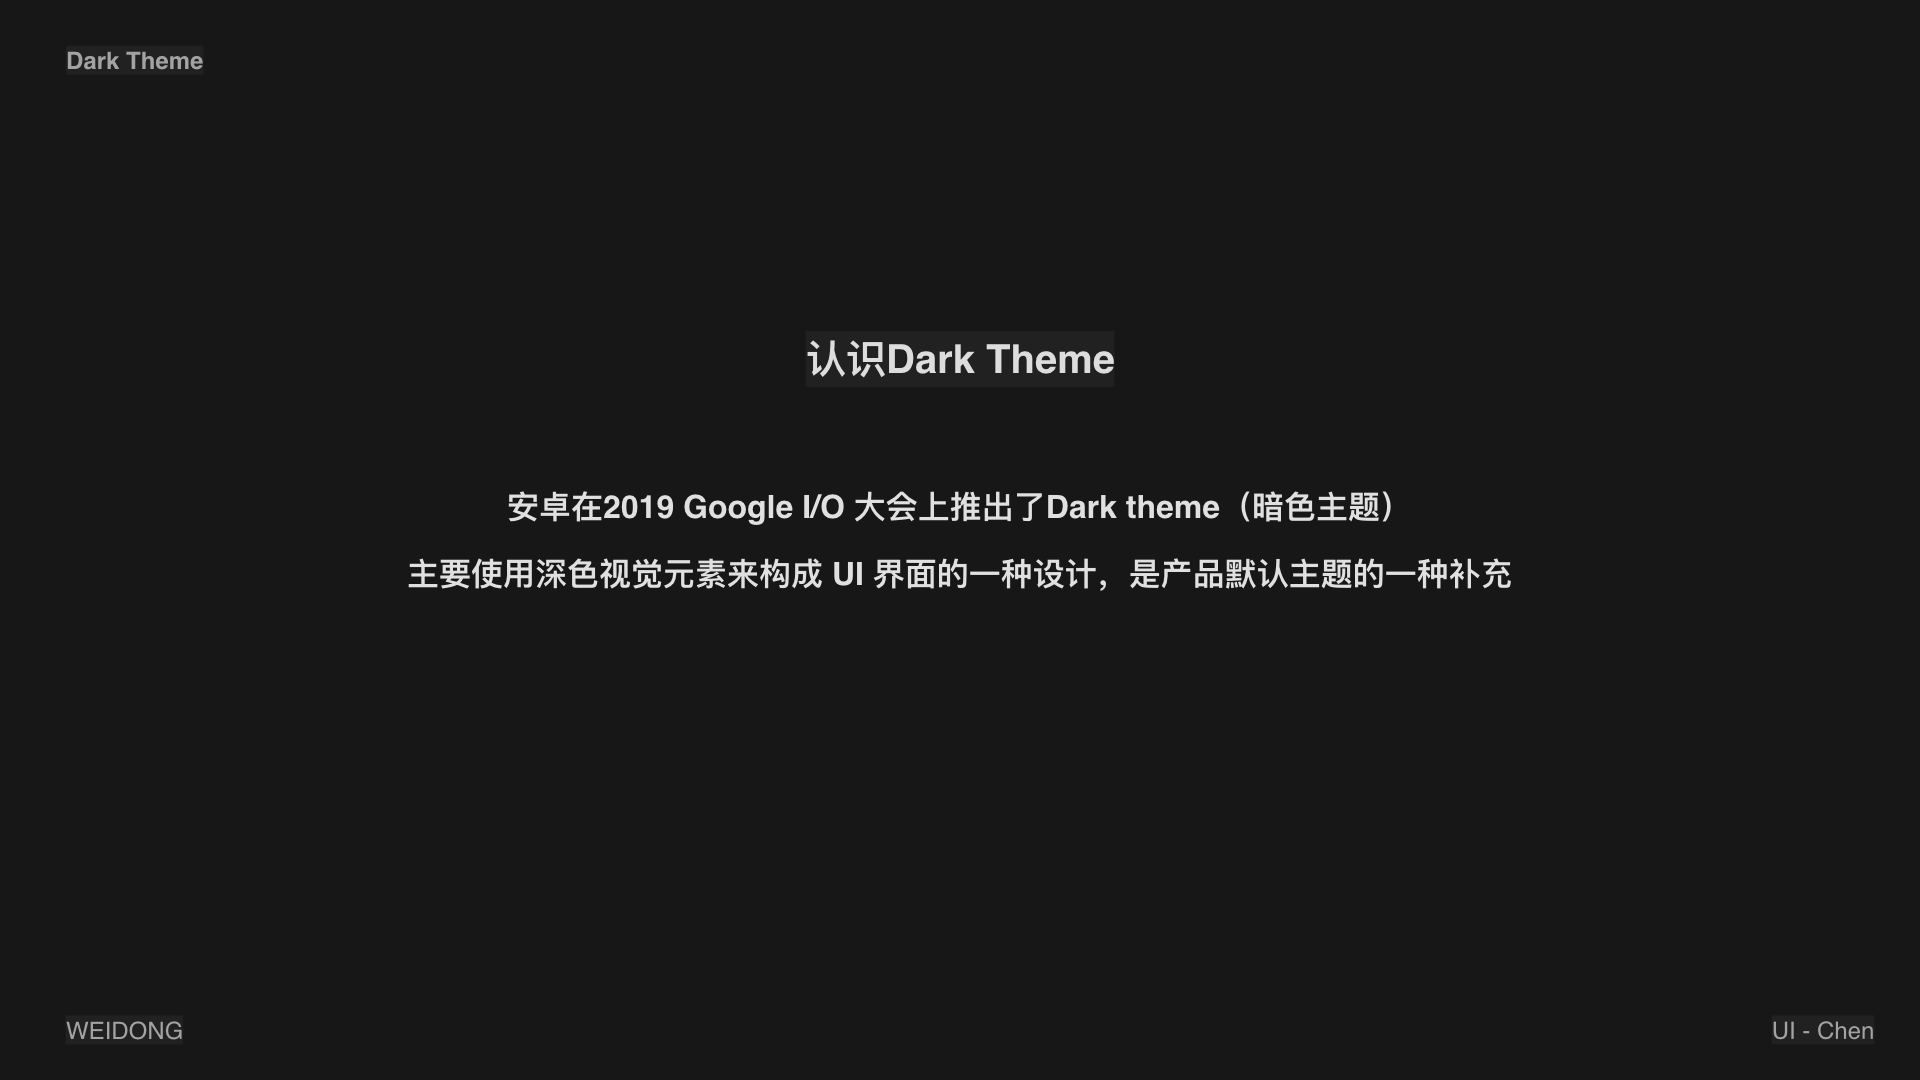 Dark Theme
认识Dark Theme
安卓在2019 Google I/O 大会上推出了Dark theme（暗色主题）
主要使用深色视觉元素来构成 UI 界面的一种设计，是产品默认主题的一种补充
WEIDONG
UI - Chen